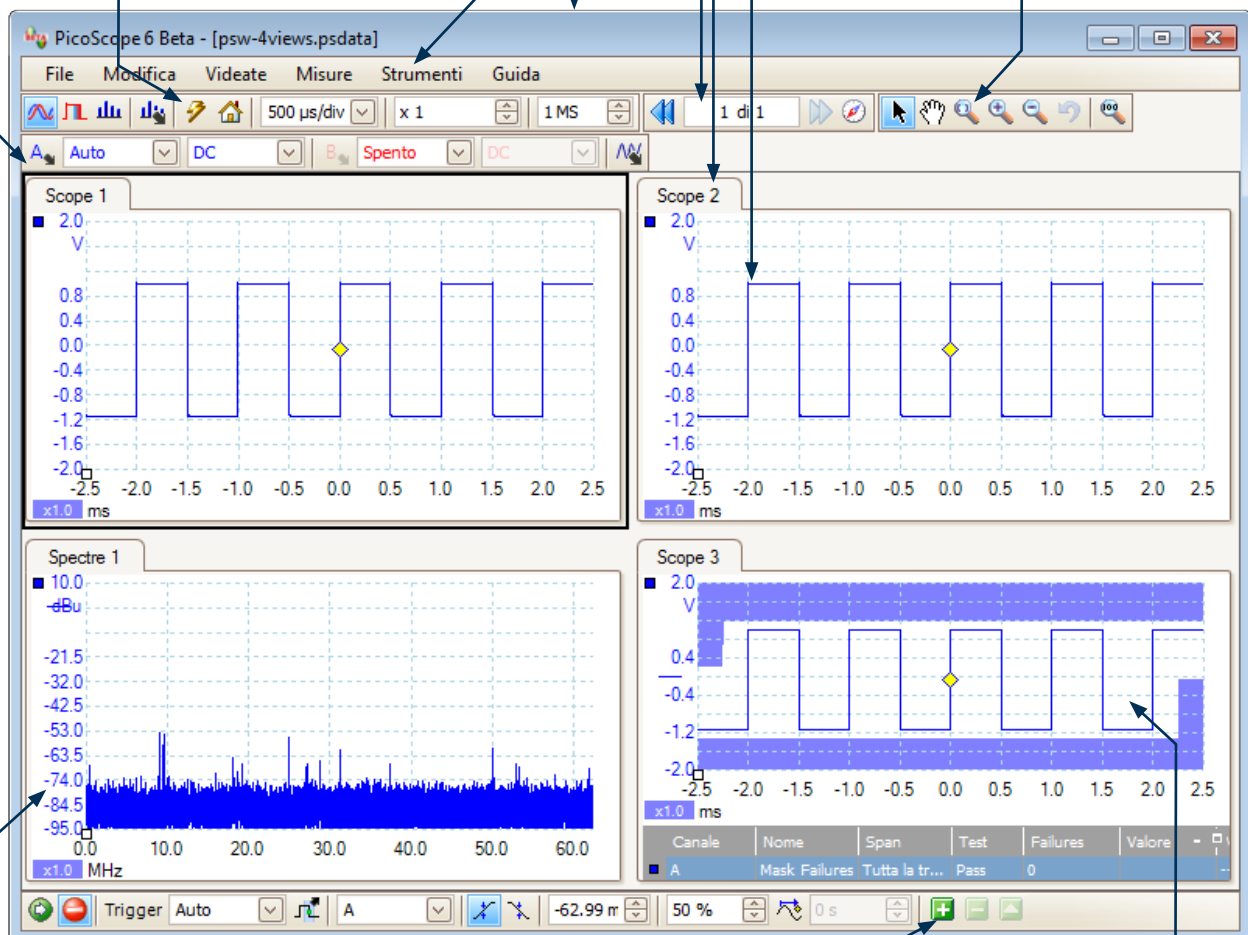 PicoScope 6 Beta - [psw-4views.psdata]
File Modifica Videate Misure Strumenti Guida
500 µs/div x 1 1 MS 1 di 1 100
A Auto DC B Spento DC
Scope 1
2.0
V
0.8
0.4
0.0
-0.4
-0.8
-1.2
-1.6
-2.0
-2.5 -2.0 -1.5 -1.0 -0.5 0.0 0.5 1.0 1.5 2.0 2.5
x1.0 ms
Scope 2
2.0
V
0.8
0.4
0.0
-0.4
-0.8
-1.2
-1.6
-2.0
-2.5 -2.0 -1.5 -1.0 -0.5 0.0 0.5 1.0 1.5 2.0 2.5
x1.0 ms
Spectre 1
10.0
dBu
-21.5
-32.0
-42.5
-53.0
-63.5
-74.0
-84.5
-95.0
0.0 10.0 20.0 30.0 40.0 50.0 60.0
x1.0 MHz
Scope 3
2.0
V
0.4
-0.4
-1.2
-2.0
-2.5 -2.0 -1.5 -1.0 -0.5 0.0 0.5 1.0 1.5 2.0 2.5
x1.0 ms
Canale Nome Span Test Failures Valore
A Mask Failures Tutta la tr... Pass 0
Trigger Auto A -62.99 m 50 % 0 s